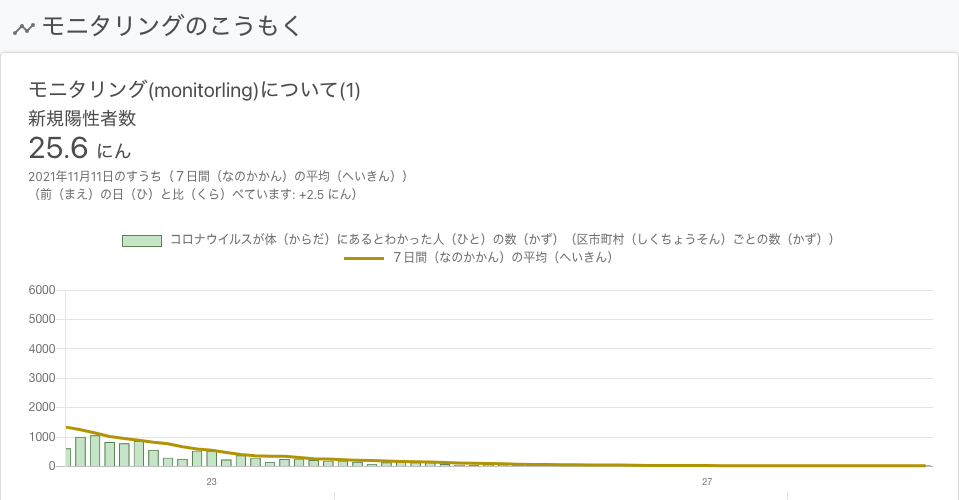 モニタリングのこうもく
モニタリング(monitorling)について(1)
新規陽性者数
25.6 にん
2021年11月11日のすうち（７日間（なのかかん）の平均（へいきん））
（前（まえ）の日（ひ）と比（くら）べています: +2.5 にん）
コロナウイルスが体（からだ）にあるとわかった人（ひと）の数（かず）（区市町村（しくちょうそん）ごとの数（かず））
７日間（なのかかん）の平均（へいきん）
6000
5000
4000
3000
2000
1000
0
23 27